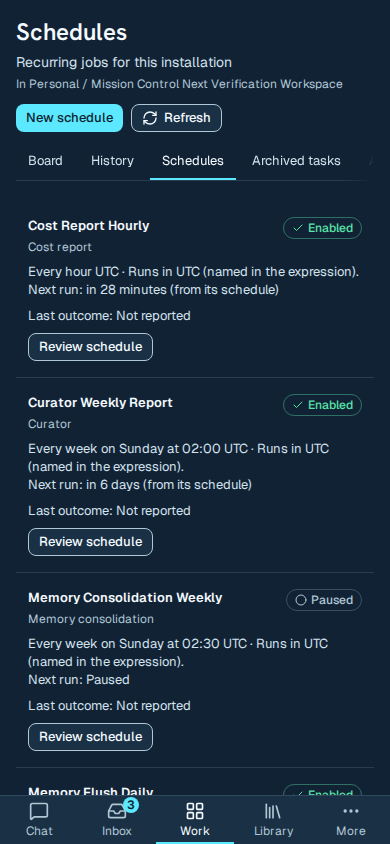 Schedules
Recurring jobs for this installation
In Personal / Mission Control Next Verification Workspace
New schedule
Refresh
Board
History
Schedules
Archived tasks
Cost Report Hourly
Enabled
Cost report
Every hour UTC · Runs in UTC (named in the expression).
Next run: in 28 minutes (from its schedule)
Last outcome: Not reported
Review schedule
Curator Weekly Report
Enabled
Curator
Every week on Sunday at 02:00 UTC · Runs in UTC
(named in the expression).
Next run: in 6 days (from its schedule)
Last outcome: Not reported
Review schedule
Memory Consolidation Weekly
Paused
Memory consolidation
Every week on Sunday at 02:30 UTC · Runs in UTC
(named in the expression).
Next run: Paused
Last outcome: Not reported
Review schedule
Memory Flush Daily
Enabled
3
Chat
Inbox
Work
Library
More